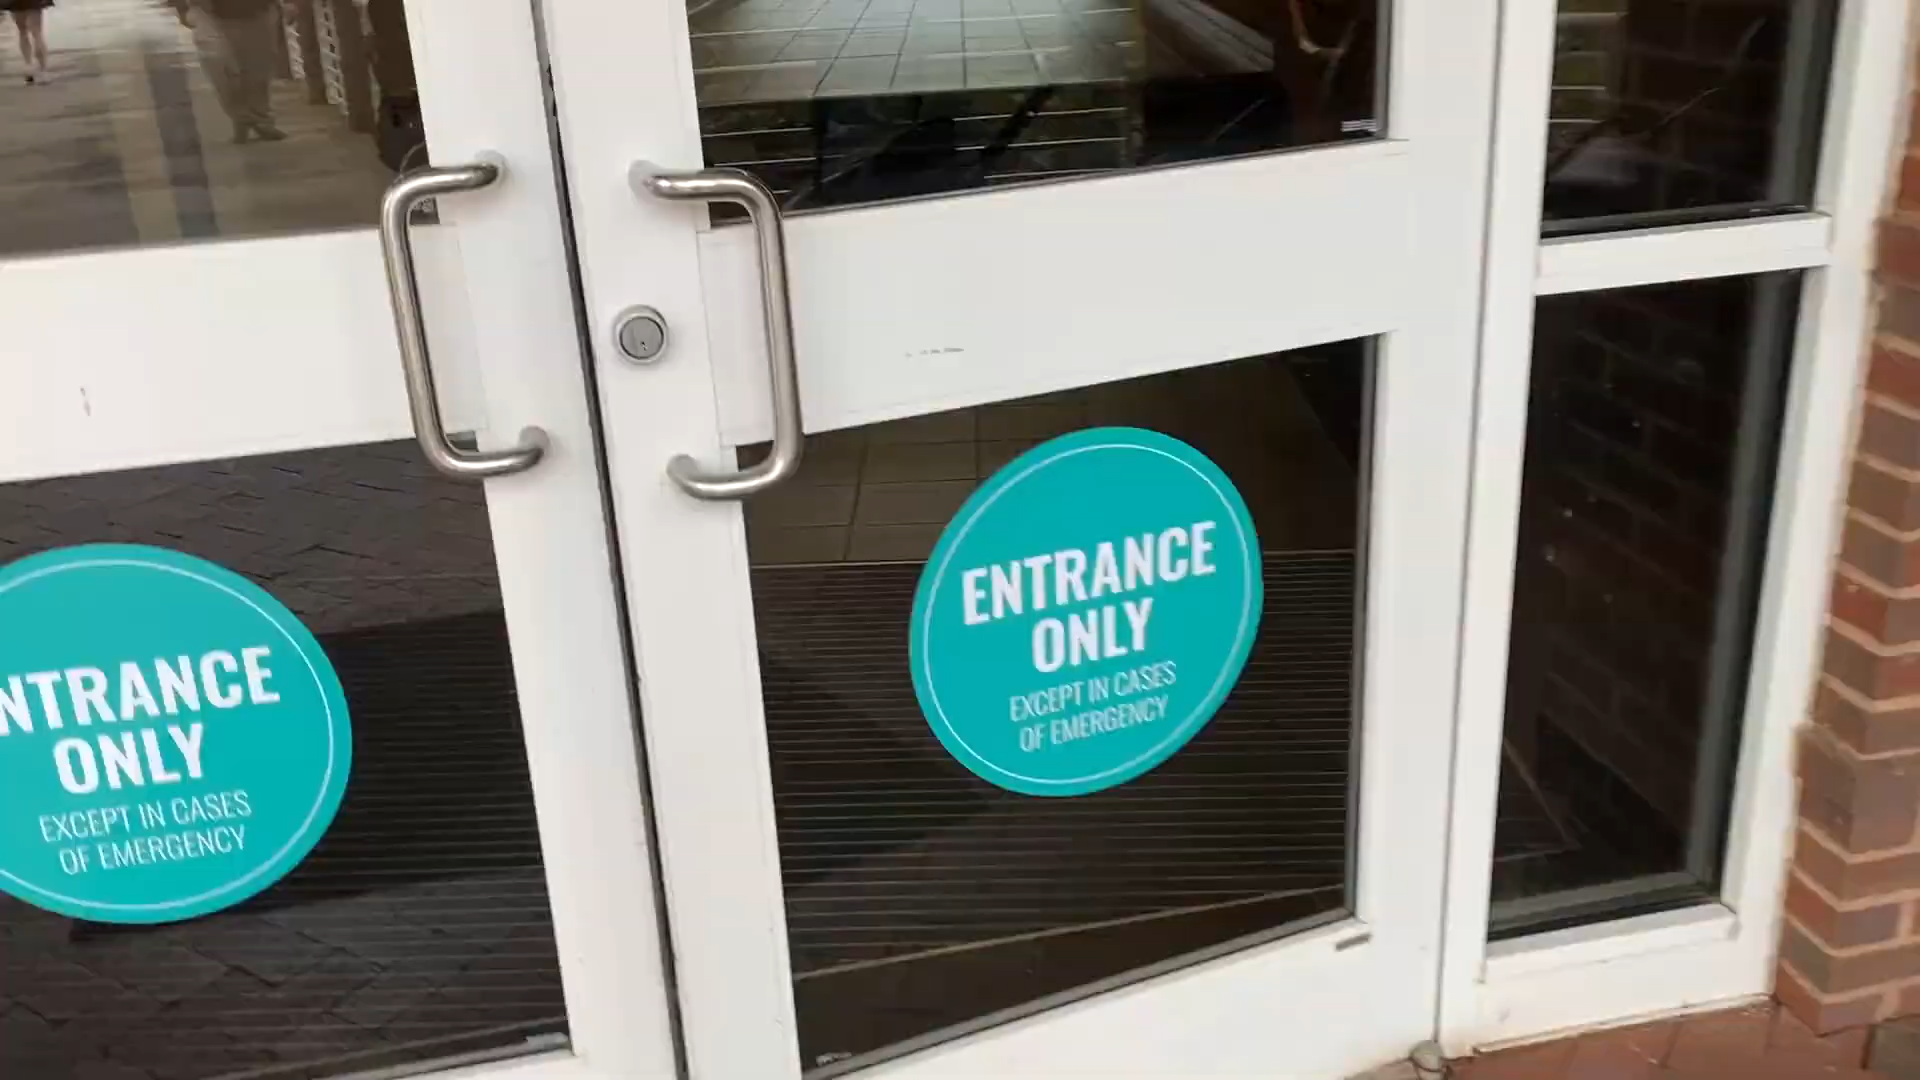 NTRANCE
ONLY
EXCEPT IN CASES
OF EMERGENCY
ENTRANCE
ONLY
EXCEPT IN CASES
OF EMERGENCY